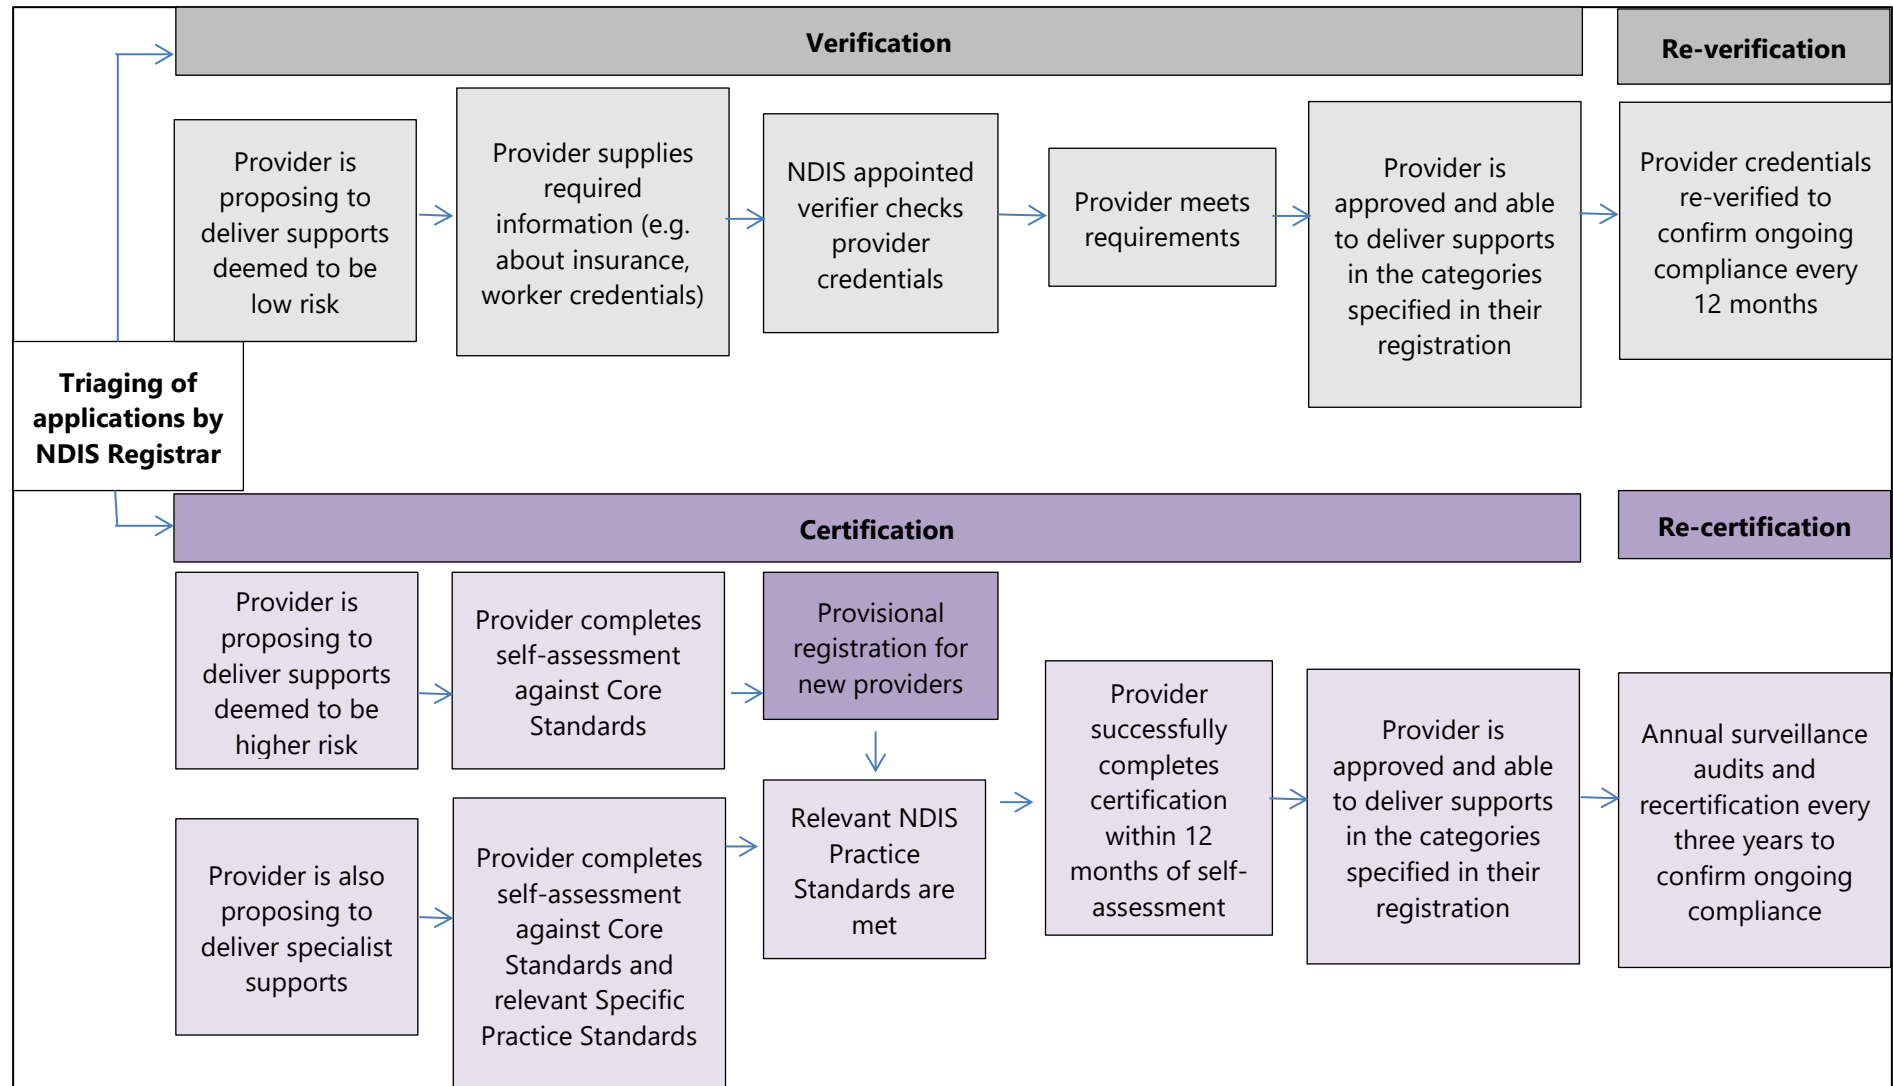 Verification
Re-verification
Provider is
proposing to
deliver supports
deemed to be
low risk
Provider supplies
required
information (e.g.
about insurance,
worker credentials)
NDIS appointed
verifier checks
provider
credentials
Provider meets
requirements
Provider is
approved and able
to deliver supports
in the categories
specified in their
registration
Provider credentials
re-verified to
confirm ongoing
compliance every
12 months
Triaging of
applications by
NDIS Registrar
Certification
Re-certification
Provider is
proposing to
deliver supports
deemed to be
higher risk
Provider completes
self-assessment
against Core
Standards
Provisional
registration for
new providers
Provider is also
proposing to
deliver specialist
supports
Provider completes
self-assessment
against Core
Standards and
relevant Specific
Practice Standards
Relevant NDIS
Practice
Standards are
met
Provider
successfully
completes
certification
within 12
months of self-
assessment
Provider is
approved and able
to deliver supports
in the categories
specified in their
registration
Annual surveillance
audits and
recertification every
three years to
confirm ongoing
compliance